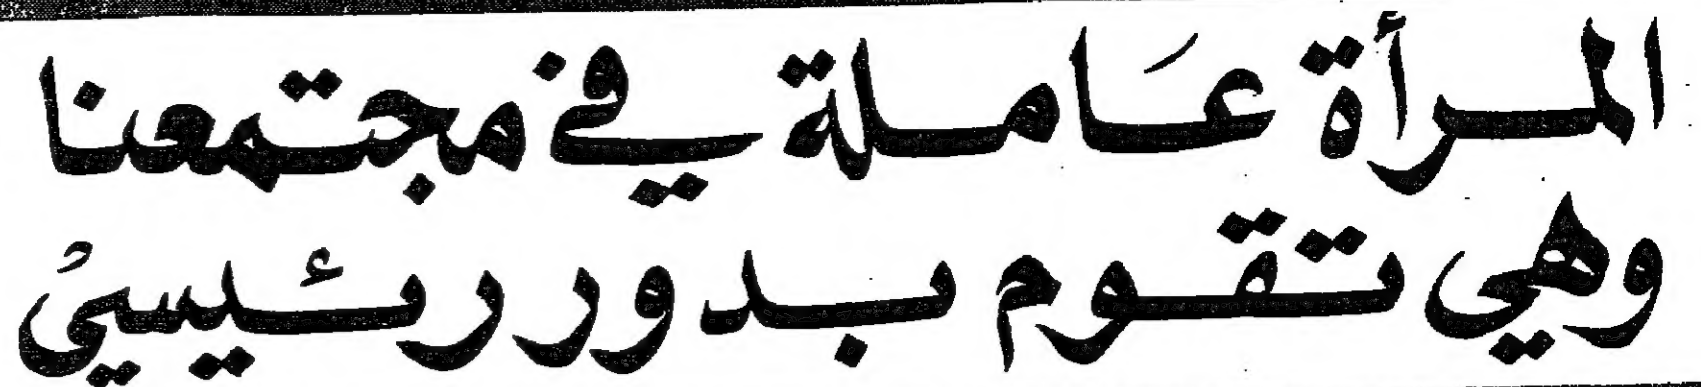 المرأة عاملة في مجتمعنا
وهي تقوم بدور رئيسي